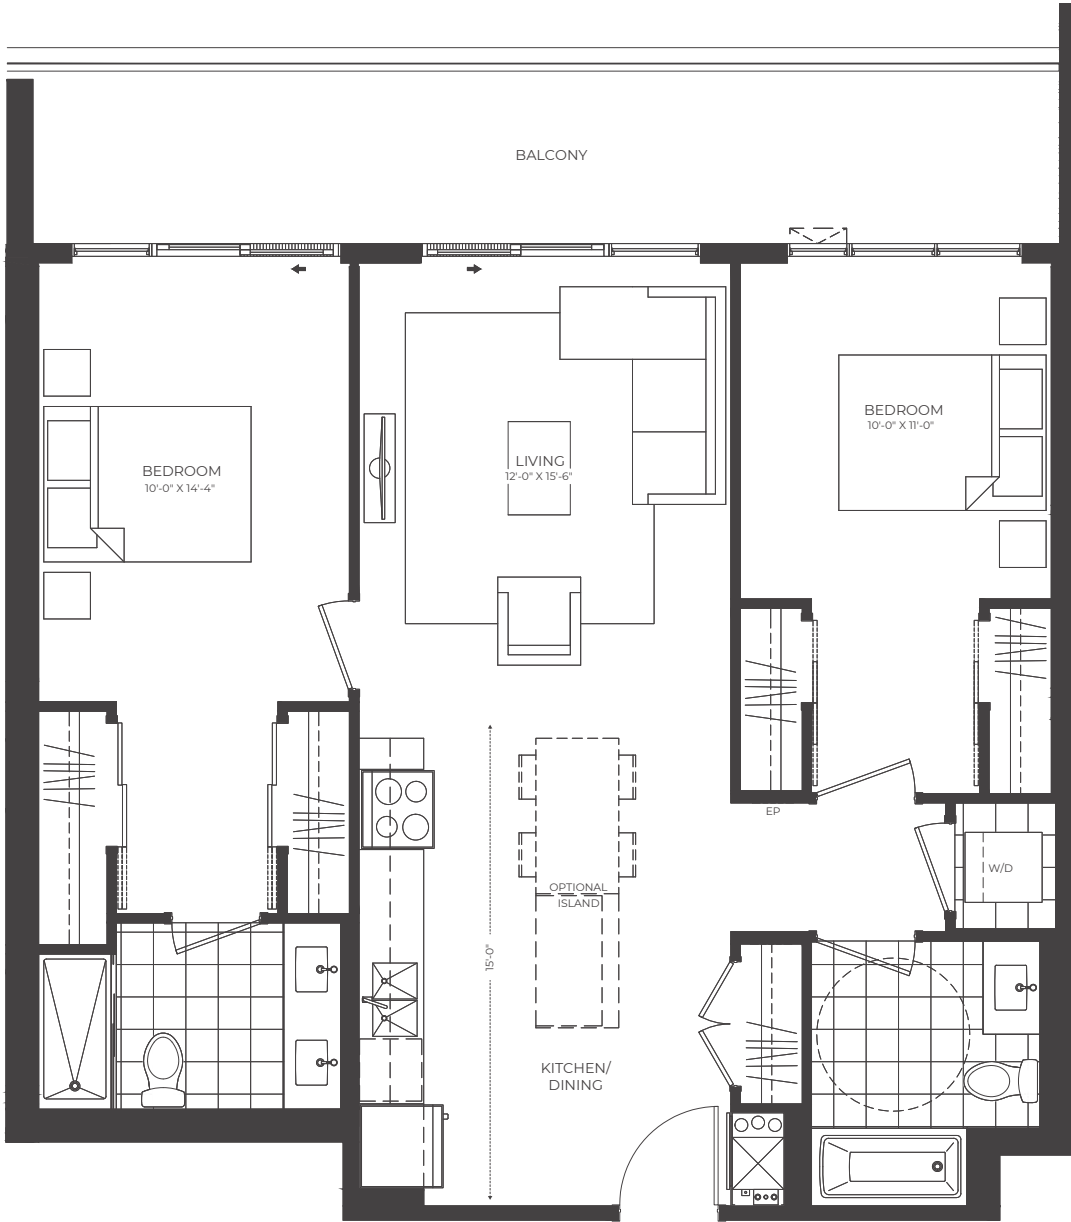 BALCONY
BEDROOM
10'-0" X 14'-4"
LIVING
12'-0" X 15'-6"
BEDROOM
10'-0" X 11'-0"
EP
W/D
OPTIONAL
ISLAND
15'-0"
KITCHEN/
DINING